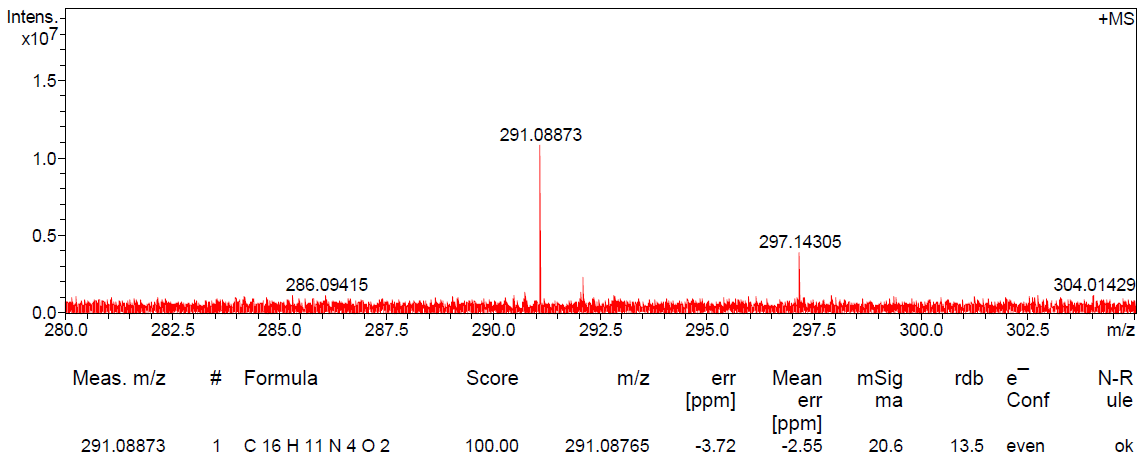 Intens.
x10⁷
+MS
1.5
291.08873
1.0
0.5
297.14305
286.09415
304.01429
0.0
280.0 282.5 285.0 287.5 290.0 292.5 295.0 297.5 300.0 302.5 m/z
Meas. m/z # Formula Score m/z err [ppm] Mean err [ppm] mSig ma rdb e⁻ Conf N-R ule
291.08873 1 C 16 H 11 N 4 O 2 100.00 291.08765 -3.72 -2.55 20.6 13.5 even ok